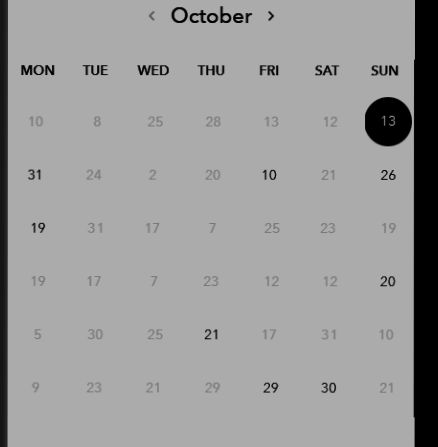 ‹ October ›
MON TUE WED THU FRI SAT SUN
10 8 25 28 13 12 13
31 24 2 20 10 21 26
19 31 17 7 25 23 19
19 17 7 23 12 12 20
5 30 25 21 17 31 10
9 23 21 29 29 30 21